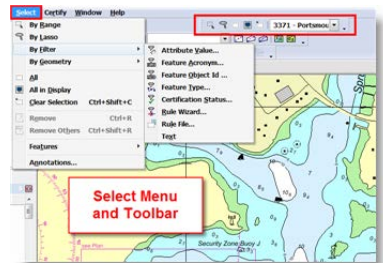 Select Certify Window Help
3371 - Portsmou
By Range
By Lasso
By Filter
By Geometry
All
All in Display
Clear Selection Ctrl+Shift+C
Remove Ctrl+R
Remove Others Ctrl+Shift+R
Features
Annotations...
Attribute Value...
Feature Acronym...
Feature Object Id ...
Feature Type...
Certification Status...
Rule Wizard...
Rule File...
Text
Select Menu
and Toolbar
Security Zone Buoy J
see Plan